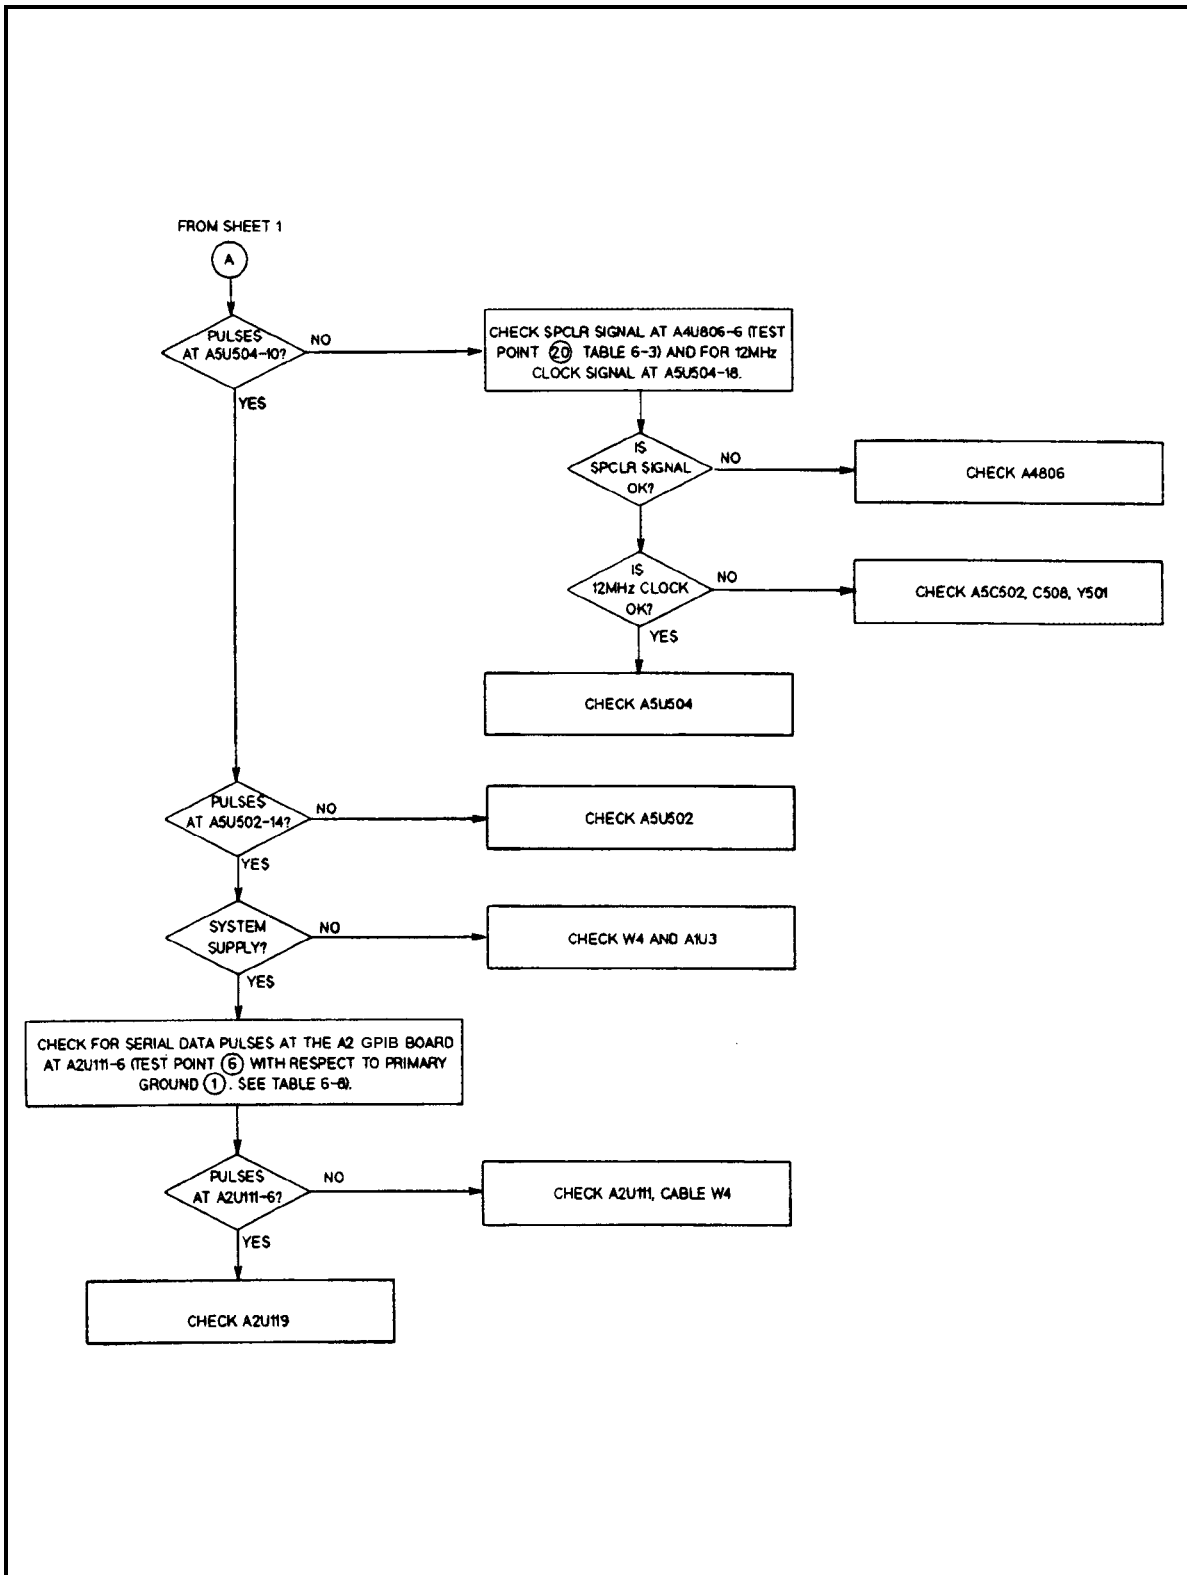 FROM SHEET 1
A
PULSES
AT A5U504-10?
NO
YES
CHECK SPCLR SIGNAL AT A4U806-6 (TEST
POINT 20 TABLE 6-3) AND FOR 12MHz
CLOCK SIGNAL AT A5U504-18.
IS
SPCLR SIGNAL
OK?
NO
CHECK A4806
IS
12MHz CLOCK
OK?
NO
YES
CHECK A5C502, C508, Y501
CHECK A5U504
PULSES
AT A5U502-14?
NO
YES
CHECK A5U502
SYSTEM
SUPPLY?
NO
YES
CHECK W4 AND A1U3
CHECK FOR SERIAL DATA PULSES AT THE A2 GPIB BOARD
AT A2U111-6 (TEST POINT 6 WITH RESPECT TO PRIMARY
GROUND 1. SEE TABLE 6-8).
PULSES
AT A2U111-6?
NO
YES
CHECK A2U111, CABLE W4
CHECK A2U119